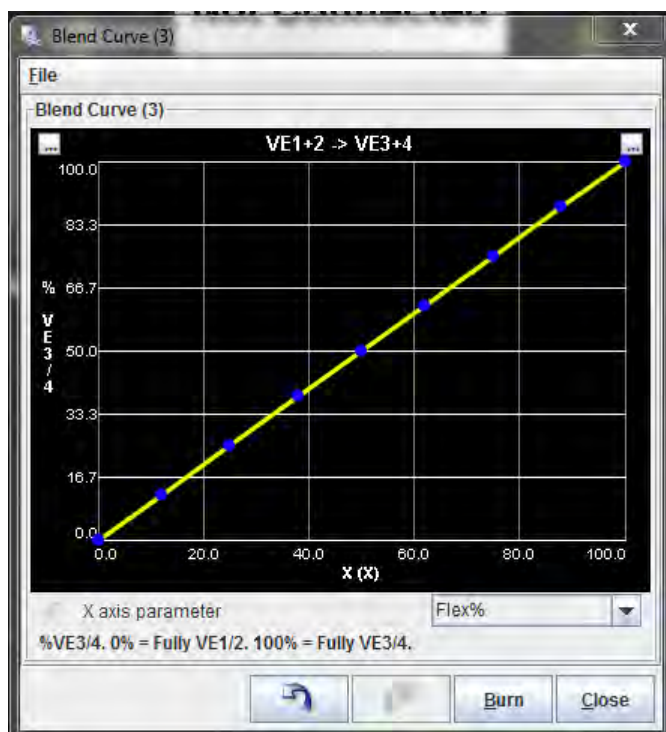 Blend Curve (3)
x
File
Blend Curve (3)
...
VE1+2 -> VE3+4
...
100.0
83.3
% 66.7
V
E
3
/
4
50.0
33.3
16.7
0.0
0.0 20.0 40.0 60.0 80.0 100.0
X (X)
X axis parameter Flex%
%VE3/4. 0% = Fully VE1/2. 100% = Fully VE3/4.
Burn Close